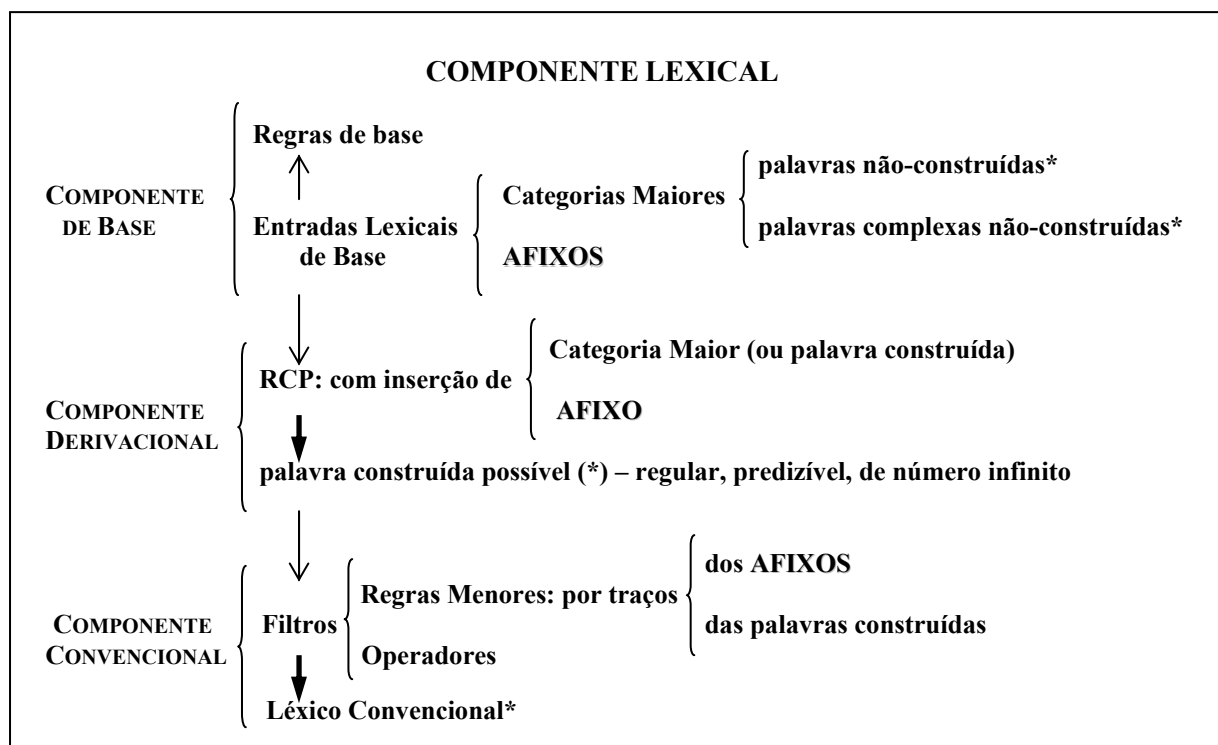 COMPONENTE LEXICAL
Regras de base
palavras não-construídas*
COMPONENTE
DE BASE
Categorias Maiores
Entradas Lexicais
de Base
palavras complexas não-construídas*
AFIXOS
Categoria Maior (ou palavra construída)
RCP: com inserção de
AFIXO
COMPONENTE
DERIVACIONAL
palavra construída possível (*) – regular, predizível, de número infinito
dos AFIXOS
Regras Menores: por traços
COMPONENTE
CONVENCIONAL
Filtros
das palavras construídas
Operadores
Léxico Convencional*